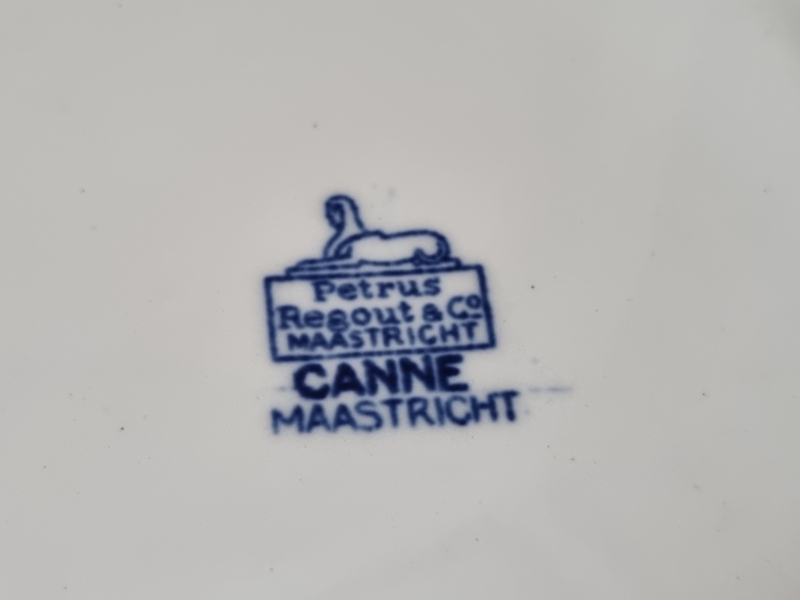 Petrus
Regout & Co
MAASTRICHT
CANNE
MAASTRICHT